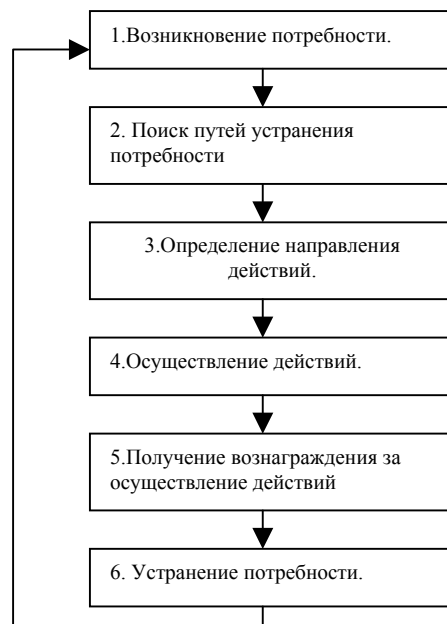 1.Возникновение потребности.
2. Поиск путей устранения
потребности
3.Определение направления
действий.
4.Осуществление действий.
5.Получение вознаграждения за
осуществление действий
6. Устранение потребности.